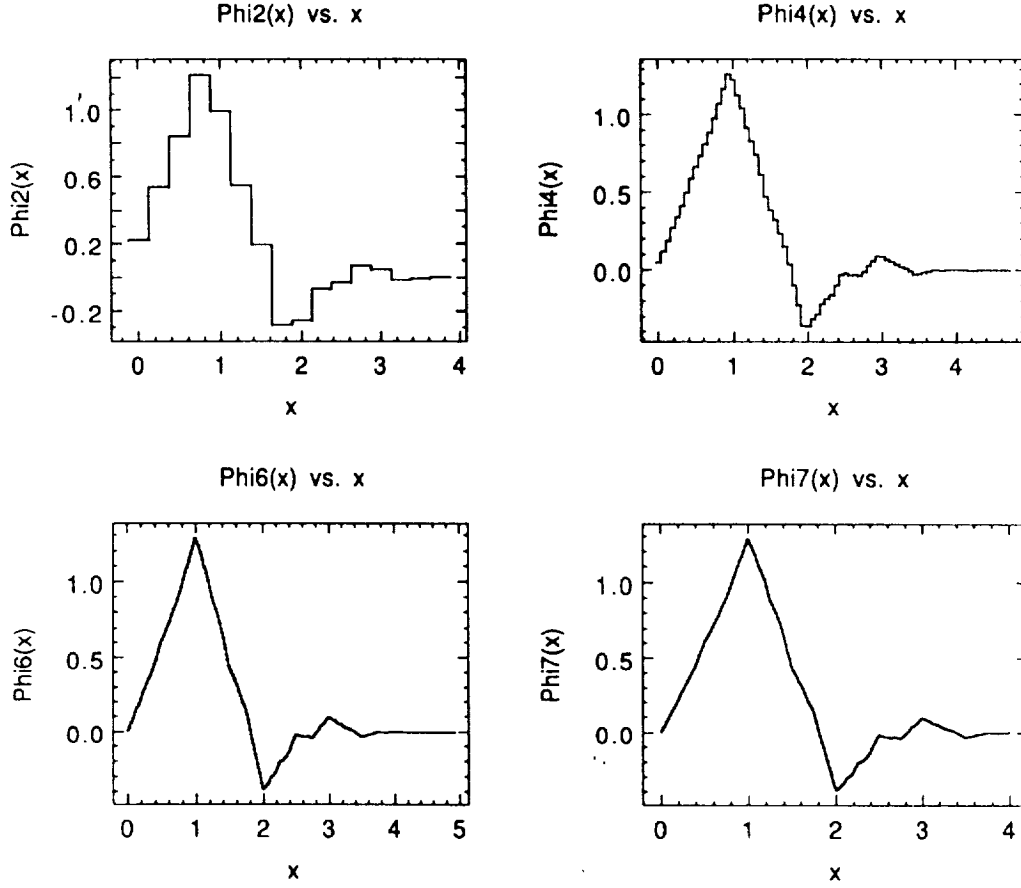 Phi2(x) vs. x
Phi2(x)
1.0
0.6
0.2
-0.2
0 1 2 3 4
x
Phi4(x) vs. x
Phi4(x)
1.0
0.5
0.0
0 1 2 3 4
x
Phi6(x) vs. x
Phi6(x)
1.0
0.5
0.0
0 1 2 3 4 5
x
Phi7(x) vs. x
Phi7(x)
1.0
0.5
0.0
0 1 2 3 4
x